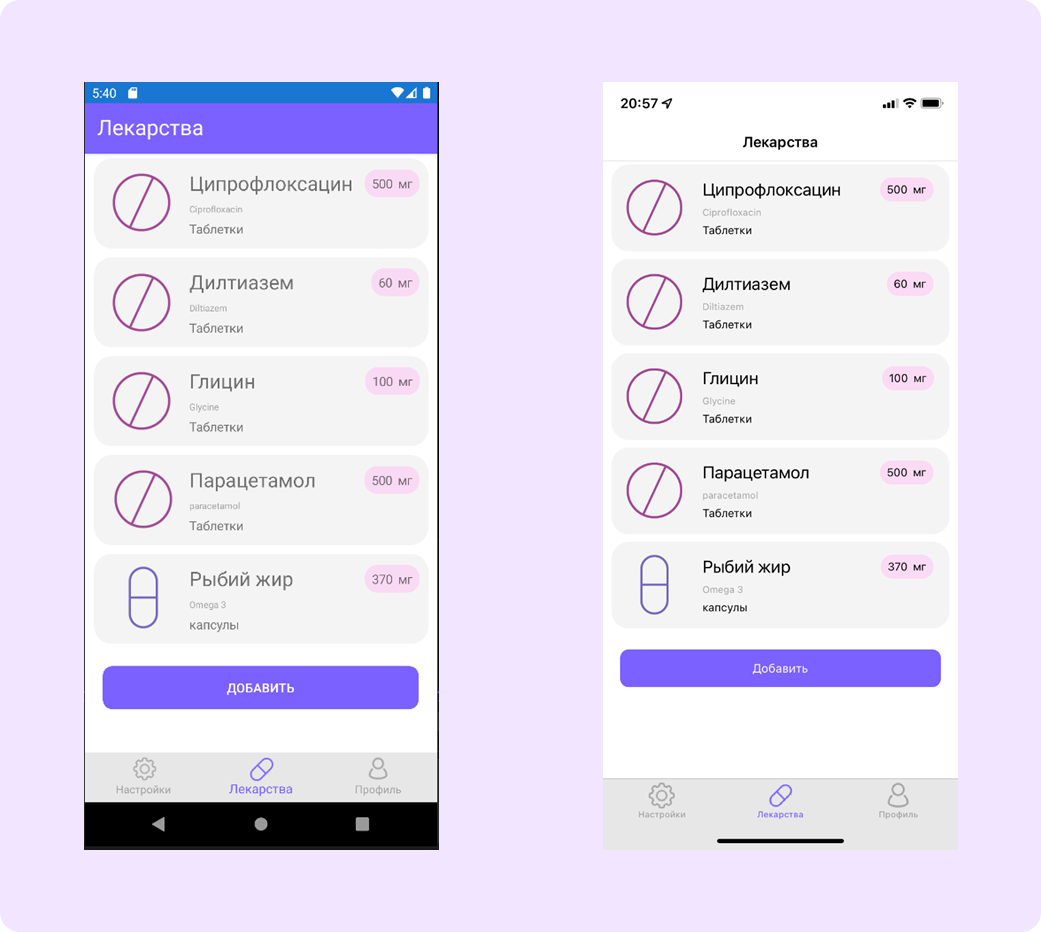 5:40
Лекарства
Ципрофлоксацин 500 мг
Ciprofloxacin
Таблетки
Дилтиазем 60 мг
Diltiazem
Таблетки
Глицин 100 мг
Glycine
Таблетки
Парацетамол 500 мг
paracetamol
Таблетки
Рыбий жир 370 мг
Omega 3
капсулы
ДОБАВИТЬ
Настройки Лекарства Профиль
20:57
Лекарства
Ципрофлоксацин 500 мг
Ciprofloxacin
Таблетки
Дилтиазем 60 мг
Diltiazem
Таблетки
Глицин 100 мг
Glycine
Таблетки
Парацетамол 500 мг
paracetamol
Таблетки
Рыбий жир 370 мг
Omega 3
капсулы
Добавить
Настройки Лекарства Профиль